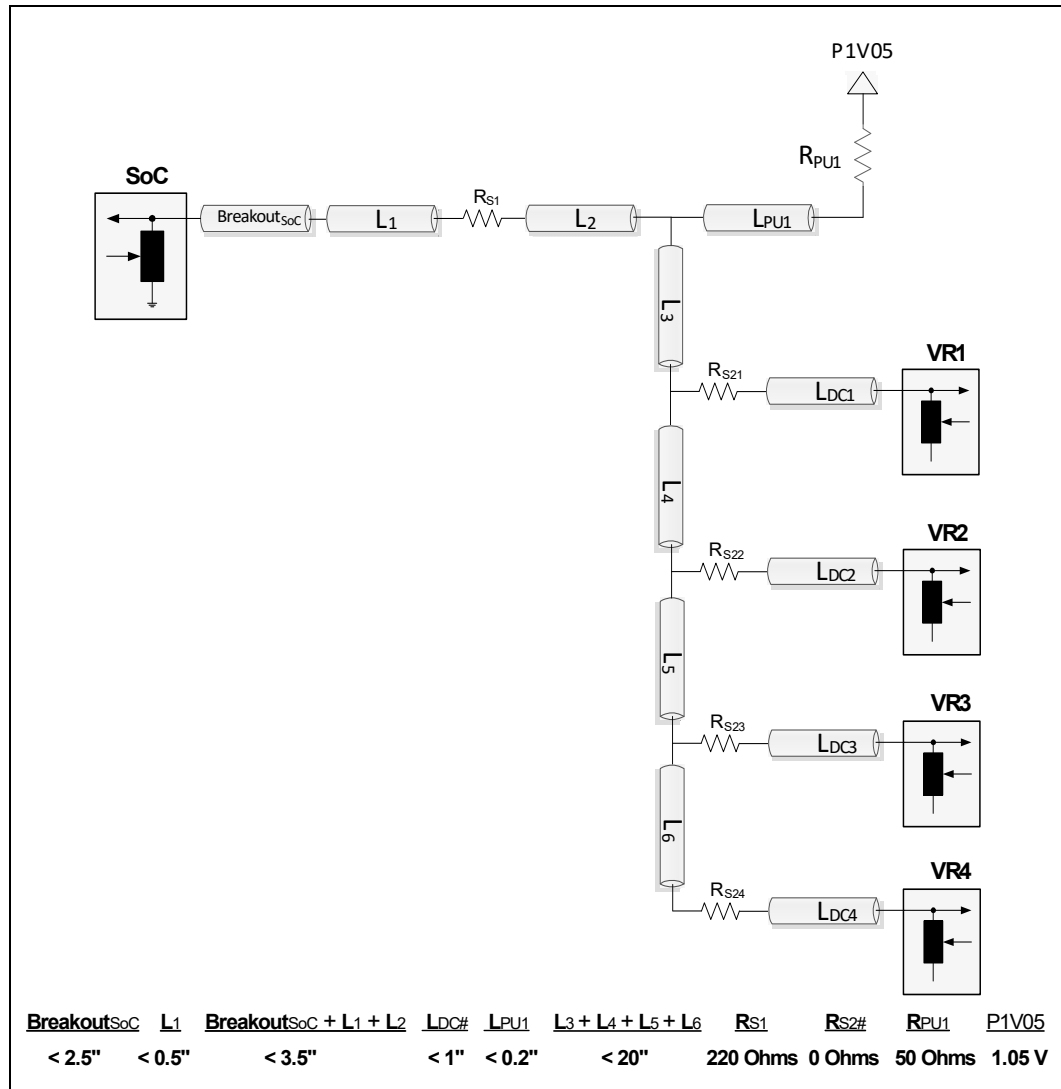 P1V05
RPU1
SoC
BreakoutSoC
L1
RS1
L2
LPU1
L3
VR1
RS21
LDC1
L4
VR2
RS22
LDC2
L5
VR3
RS23
LDC3
L6
VR4
RS24
LDC4
BreakoutSoC L1 BreakoutSoC + L1 + L2 LDC# LPU1 L3 + L4 + L5 + L6 RS1 RS2# RPU1 P1V05
< 2.5" < 0.5" < 3.5" < 1" < 0.2" < 20" 220 Ohms 0 Ohms 50 Ohms 1.05 V